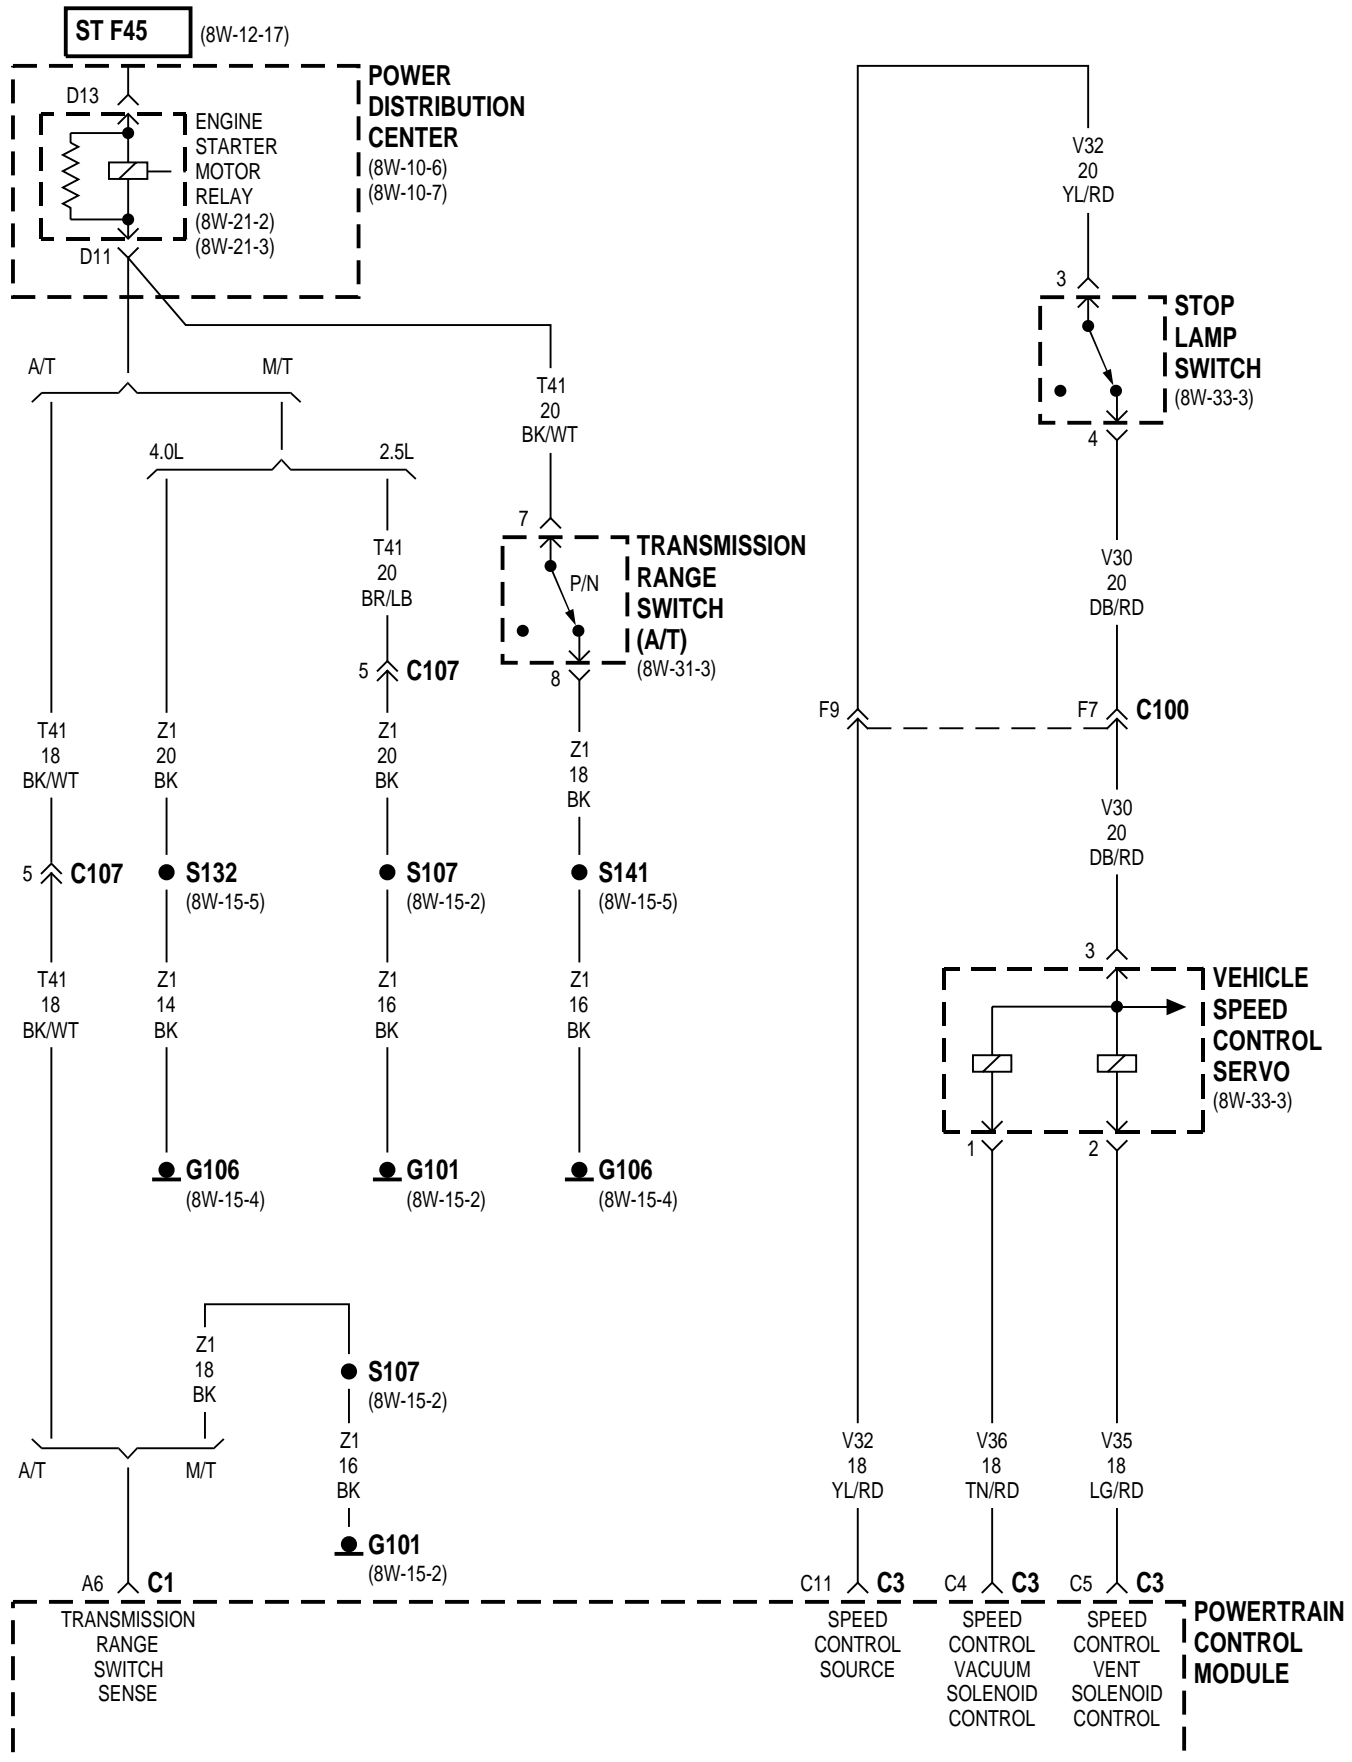 ST F45
(8W-12-17)
POWER
DISTRIBUTION
CENTER
(8W-10-6)
(8W-10-7)
D13
ENGINE
STARTER
MOTOR
RELAY
(8W-21-2)
(8W-21-3)
D11
A/T
M/T
4.0L
2.5L
T41
20
BK/WT
V32
20
YL/RD
3
STOP
LAMP
SWITCH
(8W-33-3)
4
T41
20
BR/LB
5
C107
7
P/N
TRANSMISSION
RANGE
SWITCH
(A/T)
(8W-31-3)
8
V30
20
DB/RD
F9
F7
C100
T41
18
BK/WT
Z1
20
BK
Z1
20
BK
Z1
18
BK
V30
20
DB/RD
5
C107
S132
(8W-15-5)
S107
(8W-15-2)
S141
(8W-15-5)
T41
18
BK/WT
Z1
14
BK
Z1
16
BK
Z1
16
BK
3
VEHICLE
SPEED
CONTROL
SERVO
(8W-33-3)
1
2
G106
(8W-15-4)
G101
(8W-15-2)
G106
(8W-15-4)
Z1
18
BK
S107
(8W-15-2)
Z1
16
BK
G101
(8W-15-2)
A/T
M/T
V32
18
YL/RD
V36
18
TN/RD
V35
18
LG/RD
A6
C1
C11
C3
C4
C3
C5
C3
TRANSMISSION
RANGE
SWITCH
SENSE
SPEED
CONTROL
SOURCE
SPEED
CONTROL
VACUUM
SOLENOID
CONTROL
SPEED
CONTROL
VENT
SOLENOID
CONTROL
POWERTRAIN
CONTROL
MODULE